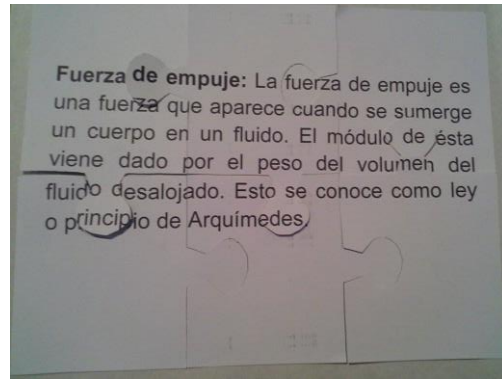 Fuerza de empuje: La fuerza de empuje es
una fuerza que aparece cuando se sumerge
un cuerpo en un fluido. El módulo de ésta
viene dado por el peso del volumen del
fluido desalojado. Esto se conoce como ley
o principio de Arquímedes.